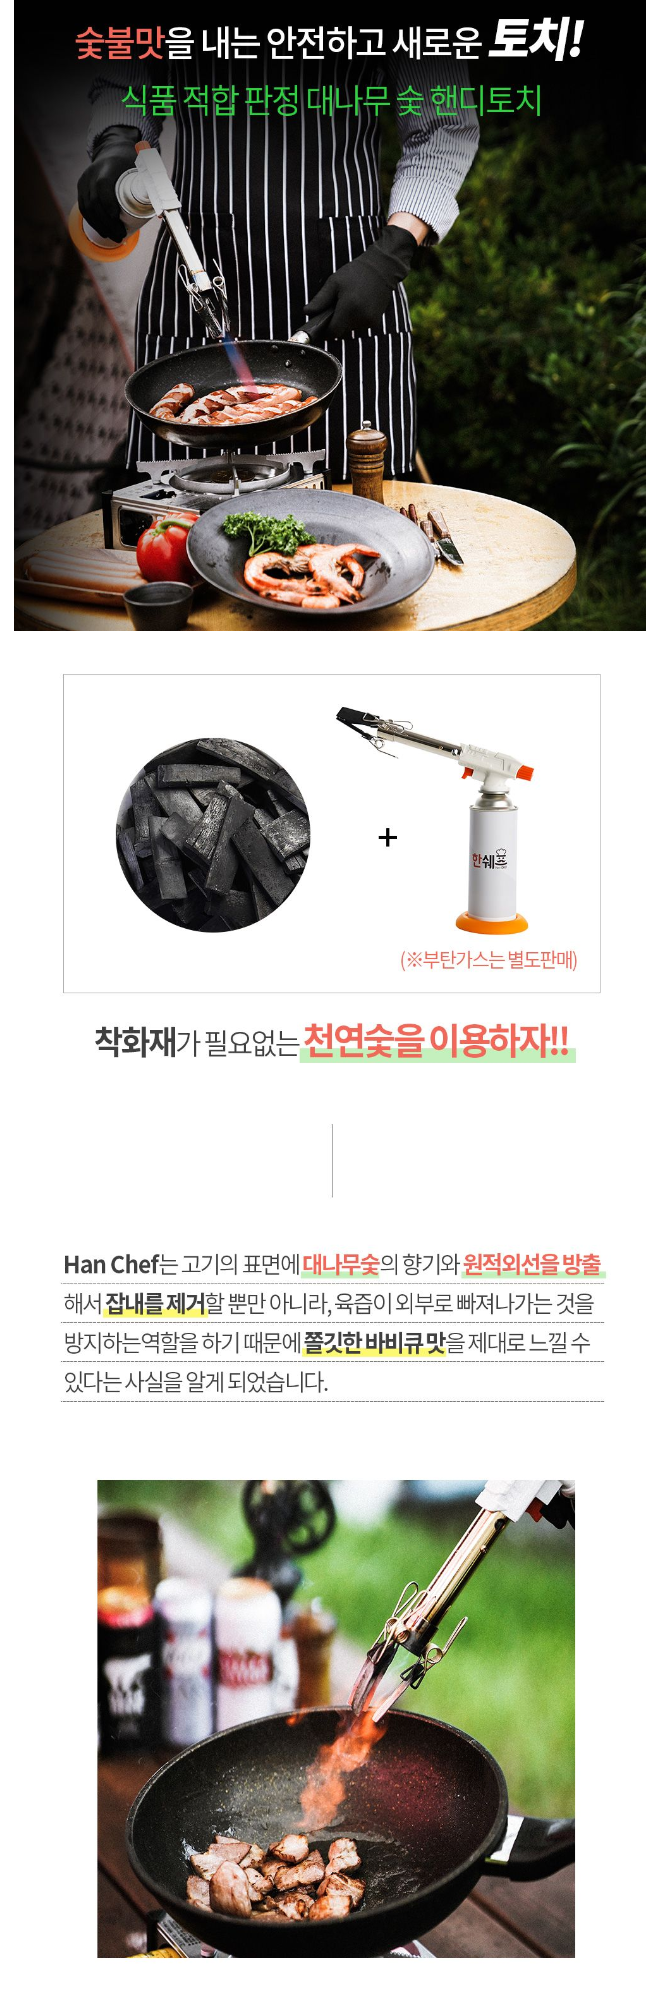 숯불맛을 내는 안전하고 새로운 토치!
식품 적합 판정 대나무 숯 핸디토치
+
한쉐프
(※부탄가스는 별도판매)
착화재가 필요없는 천연숯을 이용하자!!
Han Chef는 고기의 표면에 대나무숯의 향기와 원적외선을 방출
해서 잡내를 제거할 뿐만 아니라, 육즙이 외부로 빠져나가는 것을
방지하는역할을 하기 때문에 쫄깃한 바비큐 맛을 제대로 느낄 수
있다는 사실을 알게 되었습니다.